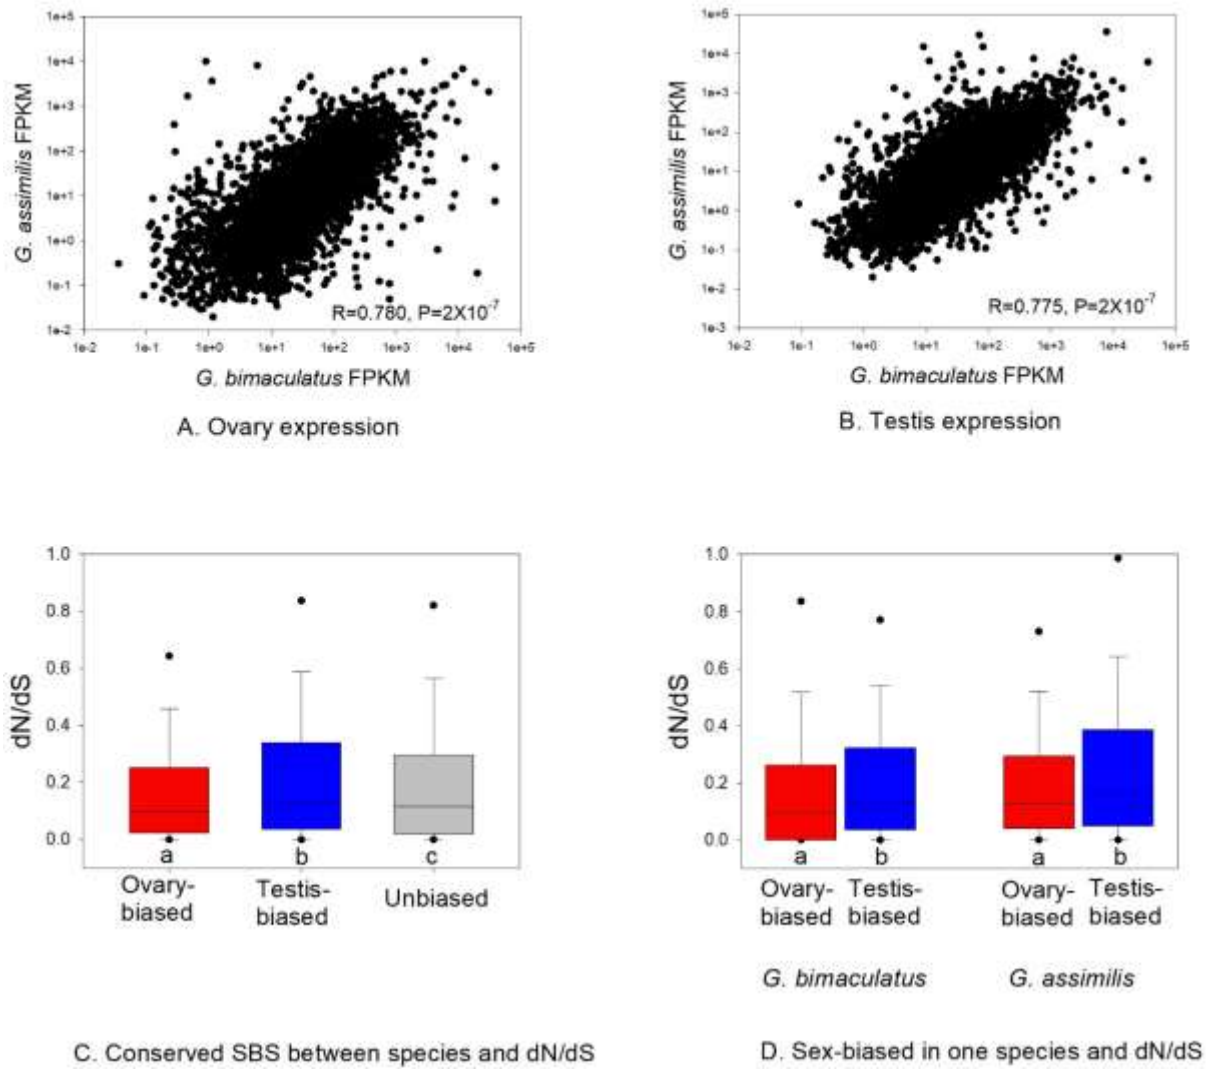 1e+5
1e+4
1e+3
1e+2
1e+1
1e+0
1e-1
1e-2
G. assimilis FPKM
R=0.780, P=2X10⁻⁷
1e-2 1e-1 1e+0 1e+1 1e+2 1e+3 1e+4 1e+5
G. bimaculatus FPKM
A. Ovary expression
1e+5
1e+4
1e+3
1e+2
1e+1
1e+0
1e-1
1e-2
1e-3
G. assimilis FPKM
R=0.775, P=2X10⁻⁷
1e-2 1e-1 1e+0 1e+1 1e+2 1e+3 1e+4 1e+5
G. bimaculatus FPKM
B. Testis expression
1.0
0.8
0.6
0.4
0.2
0.0
dN/dS
a b c
Ovary-
biased
Testis-
biased
Unbiased
C. Conserved SBS between species and dN/dS
1.0
0.8
0.6
0.4
0.2
0.0
dN/dS
a b a b
Ovary-
biased
Testis-
biased
Ovary-
biased
Testis-
biased
G. bimaculatus
G. assimilis
D. Sex-biased in one species and dN/dS